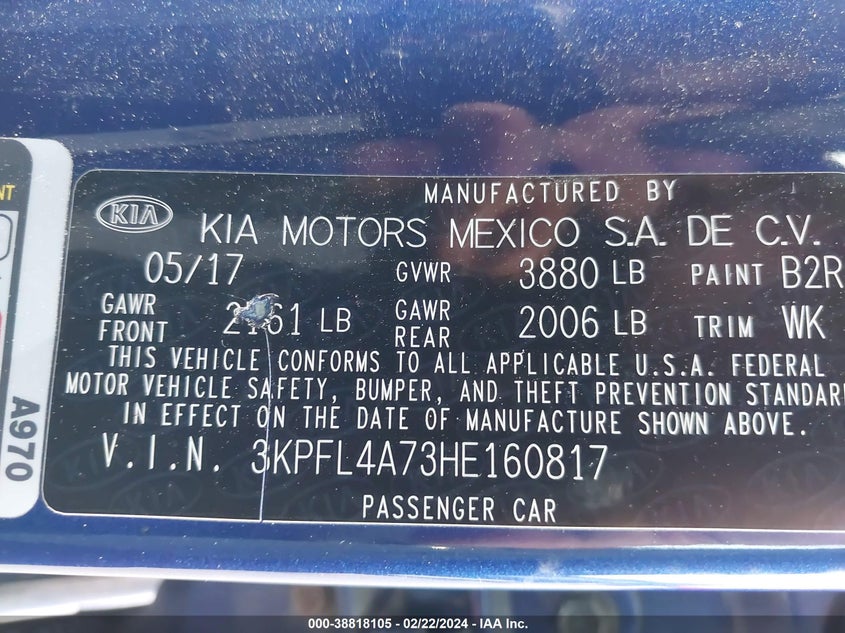 MANUFACTURED BY
KIA KIA MOTORS MEXICO S.A. DE C.V.
05/17 GVWR 3880 LB PAINT B2R
GAWR FRONT LB GAWR REAR 2006 LB TRIM WK
THIS VEHICLE CONFORMS TO ALL APPLICABLE U.S.A. FEDERAL
MOTOR VEHICLE SAFETY, BUMPER, AND THEFT PREVENTION STANDAR
IN EFFECT ON THE DATE OF MANUFACTURE SHOWN ABOVE.
V.I.N. 3KPFL4A73HE160817
PASSENGER CAR
A970
NT
000-38818105 - 02/22/2024 - IAA Inc.